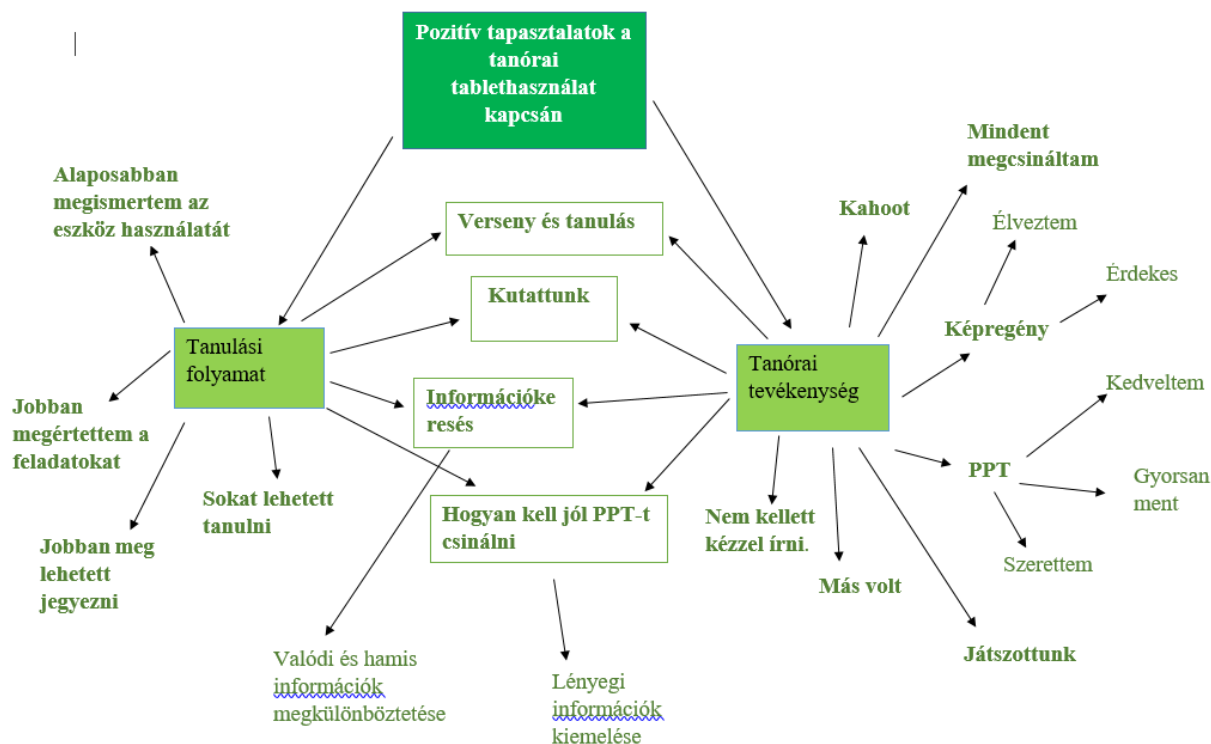 Pozitív tapasztalatok a
tanórai
tablethasználat
kapcsán
Mindent
megcsináltam
Alaposabban
megismertem az
eszköz használatát
Verseny és tanulás
Kahoot
Élveztem
Érdekes
Kutattunk
Képregény
Tanulási
folyamat
Tanórai
tevékenység
Információke
resés
Kedveltem
Jobban
megértettem a
feladatokat
PPT
Gyorsan
ment
Sokat lehetett
tanulni
Hogyan kell jól PPT-t
csinálni
Nem kellett
kézzel írni.
Szerettem
Jobban meg
lehetett
jegyezni
Más volt
Játszottunk
Valódi és hamis
információk
megkülönböztetése
Lényegi
információk
kiemelése